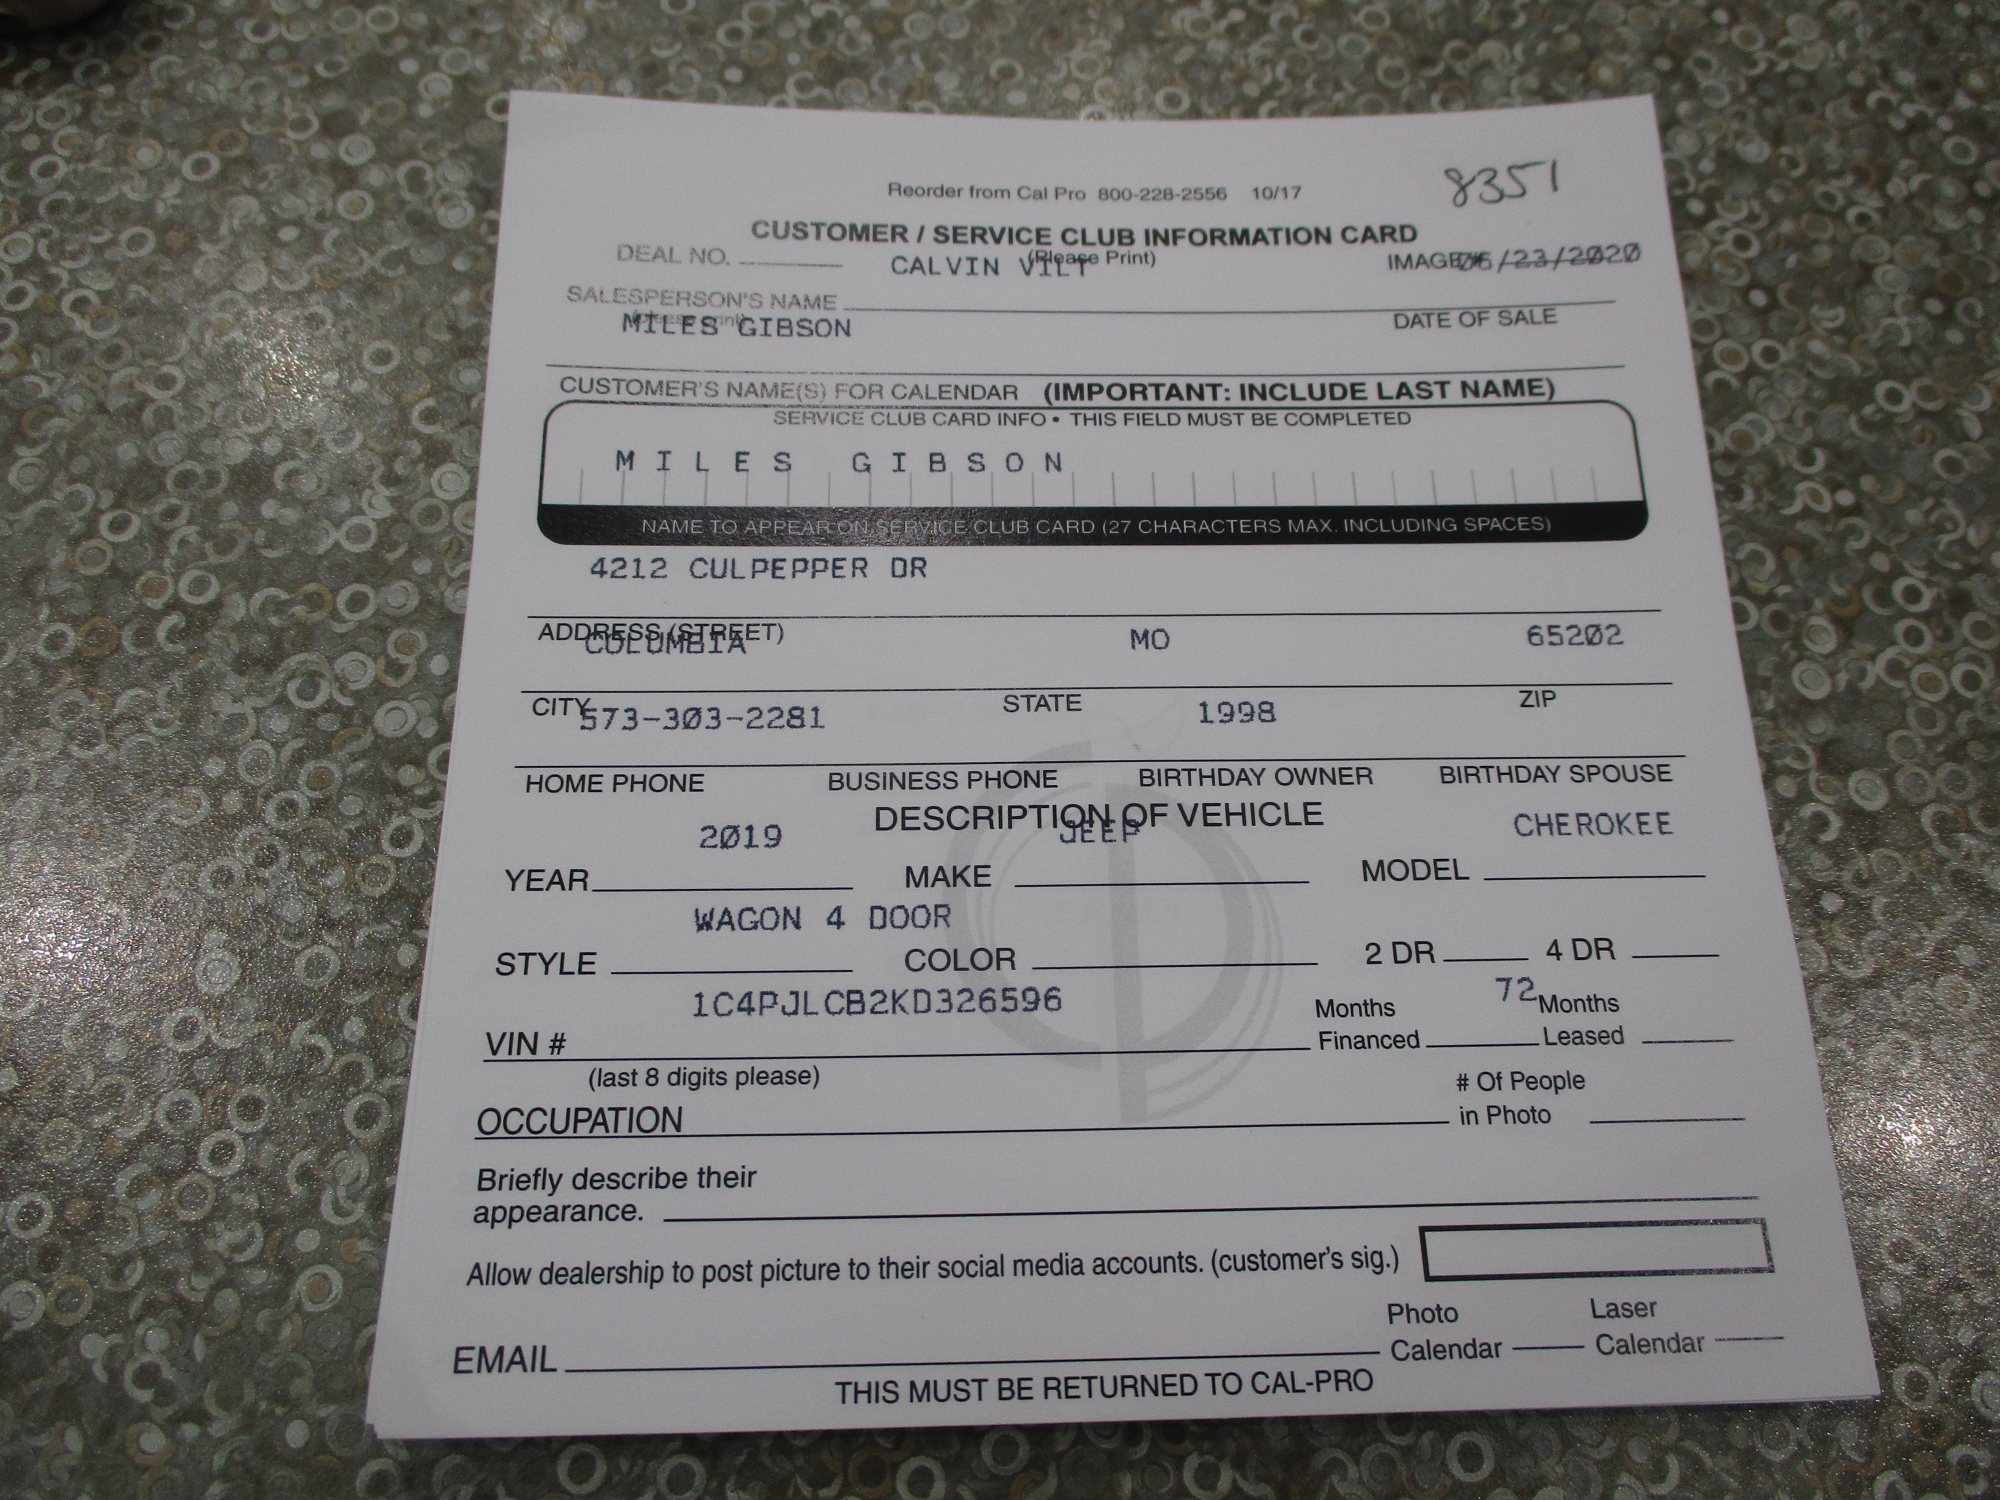 8351
Reorder from Cal Pro 800-228-2556 10/17
CUSTOMER / SERVICE CLUB INFORMATION CARD
(Please Print)
DEAL NO.
CALVIN VILT
IMAGE# 06/23/2020
SALESPERSON'S NAME
(please print)
DATE OF SALE
MILES GIBSON
CUSTOMER'S NAME(S) FOR CALENDAR (IMPORTANT: INCLUDE LAST NAME)
SERVICE CLUB CARD INFO • THIS FIELD MUST BE COMPLETED
MILES GIBSON
NAME TO APPEAR ON SERVICE CLUB CARD (27 CHARACTERS MAX. INCLUDING SPACES)
4212 CULPEPPER DR
ADDRESS (STREET)
COLUMBIA MO 65202
CITY STATE ZIP
573-303-2281 1998
HOME PHONE BUSINESS PHONE BIRTHDAY OWNER BIRTHDAY SPOUSE
DESCRIPTION OF VEHICLE
2019 JEEP CHEROKEE
YEAR MAKE MODEL
WAGON 4 DOOR
STYLE COLOR 2 DR 4 DR
1C4PJLCB2KD326596 72
VIN # Months Financed Months Leased
(last 8 digits please)
OCCUPATION # Of People in Photo
Briefly describe their
appearance.
Allow dealership to post picture to their social media accounts. (customer's sig.)
EMAIL Photo Calendar Laser Calendar
THIS MUST BE RETURNED TO CAL-PRO